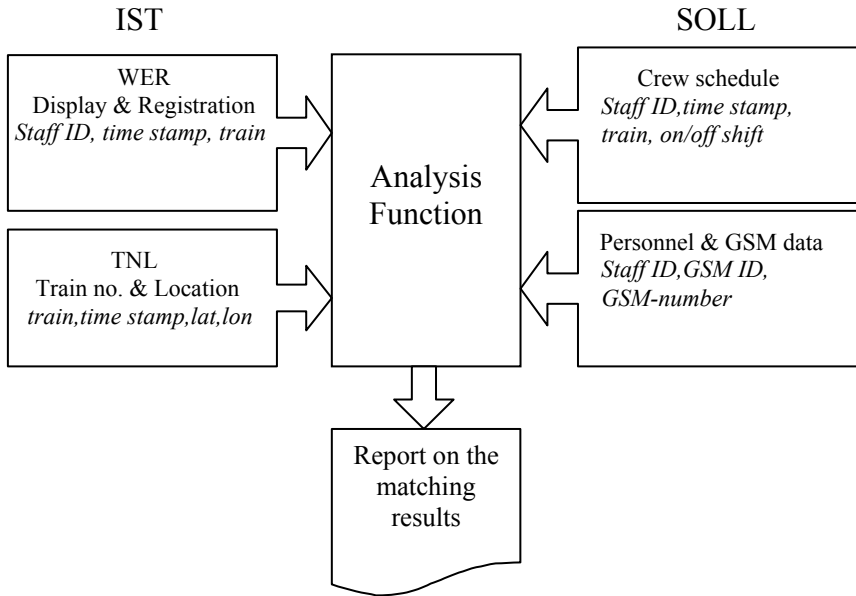 IST
SOLL
WER
Display & Registration
Staff ID, time stamp, train
TNL
Train no. & Location
train,time stamp,lat,lon
Analysis
Function
Crew schedule
Staff ID,time stamp,
train, on/off shift
Personnel & GSM data
Staff ID,GSM ID,
GSM-number
Report on the
matching
results